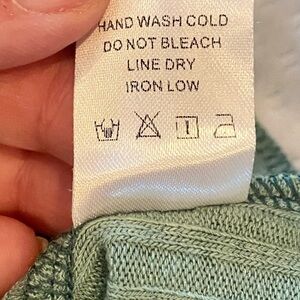 HAND WASH COLD
DO NOT BLEACH
LINE DRY
IRON LOW